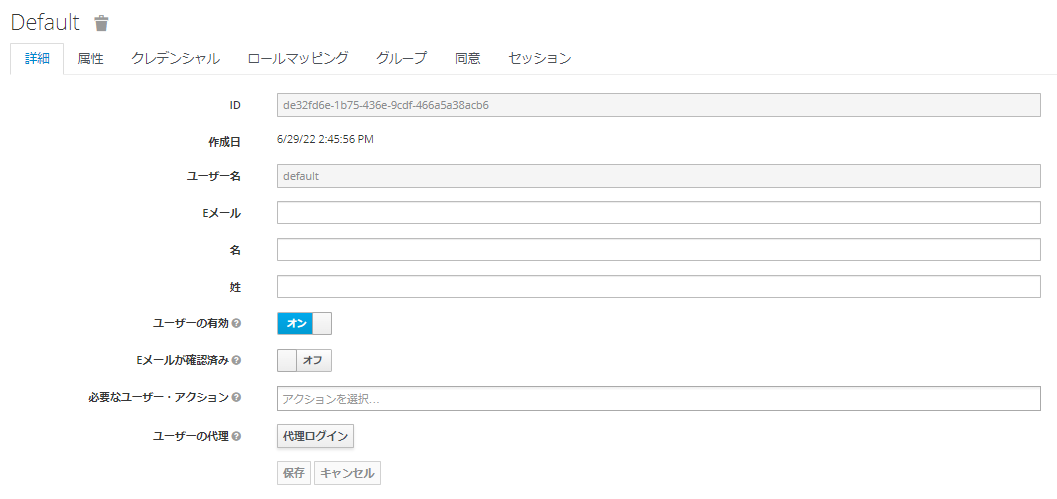 Default
詳細 属性 クレデンシャル ロールマッピング グループ 同意 セッション
ID de32fd6e-1b75-436e-9cdf-466a5a38acb6
作成日 6/29/22 2:45:56 PM
ユーザー名 default
Eメール
名
姓
ユーザーの有効 オン
Eメールが確認済み オフ
必要なユーザー・アクション アクションを選択...
ユーザーの代理 代理ログイン
保存 キャンセル